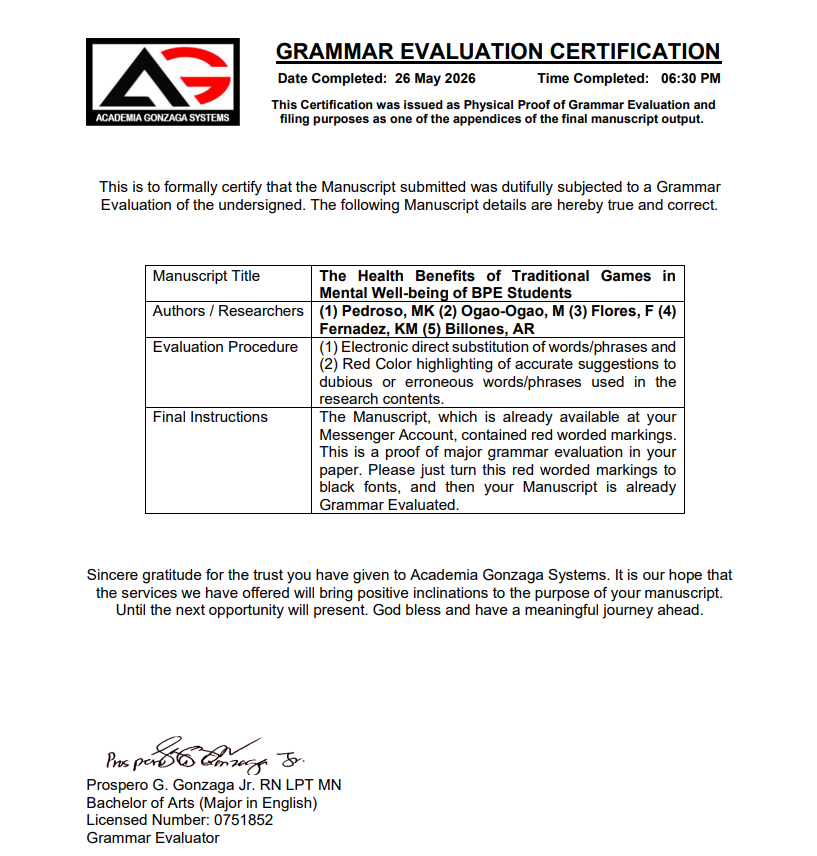 ACADEMIA GONZAGA SYSTEMS
GRAMMAR EVALUATION CERTIFICATION
Date Completed: 26 May 2026 Time Completed: 06:30 PM
This Certification was issued as Physical Proof of Grammar Evaluation and
filing purposes as one of the appendices of the final manuscript output.
This is to formally certify that the Manuscript submitted was dutifully subjected to a Grammar
Evaluation of the undersigned. The following Manuscript details are hereby true and correct.
Manuscript Title
The Health Benefits of Traditional Games in
Mental Well-being of BPE Students
Authors / Researchers
(1) Pedroso, MK (2) Ogao-Ogao, M (3) Flores, F (4)
Fernadez, KM (5) Billones, AR
Evaluation Procedure
(1) Electronic direct substitution of words/phrases and
(2) Red Color highlighting of accurate suggestions to
dubious or erroneous words/phrases used in the
research contents.
Final Instructions
The Manuscript, which is already available at your
Messenger Account, contained red worded markings.
This is a proof of major grammar evaluation in your
paper. Please just turn this red worded markings to
black fonts, and then your Manuscript is already
Grammar Evaluated.
Sincere gratitude for the trust you have given to Academia Gonzaga Systems. It is our hope that
the services we have offered will bring positive inclinations to the purpose of your manuscript.
Until the next opportunity will present. God bless and have a meaningful journey ahead.
Prospero G. Gonzaga Jr.
Prospero G. Gonzaga Jr. RN LPT MN
Bachelor of Arts (Major in English)
Licensed Number: 0751852
Grammar Evaluator